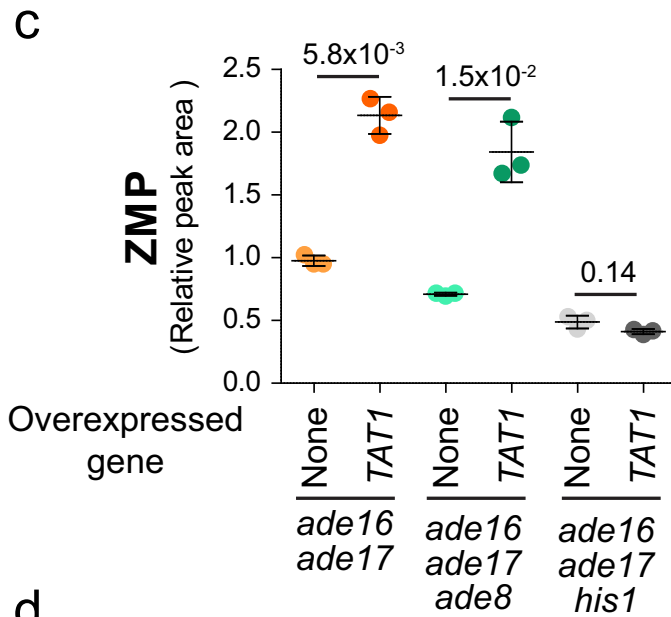 c
5.8x10⁻³
1.5x10⁻²
0.14
ZMP
(Relative peak area)
2.5
2.0
1.5
1.0
0.5
0.0
Overexpressed
gene
None TAT1 None TAT1 None TAT1
ade16 ade16 ade16
ade17 ade17 ade17
ade8 his1
d